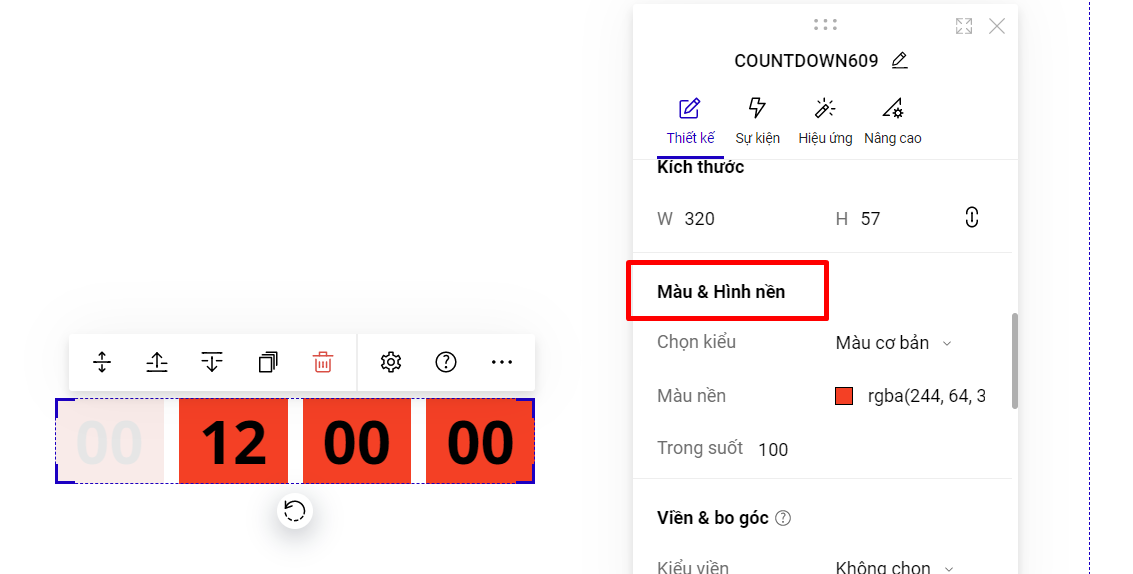 COUNTDOWN609
Thiết kế Sự kiện Hiệu ứng Nâng cao
Kích thước
W 320 H 57
Màu & Hình nền
Chọn kiểu Màu cơ bản
Màu nền rgba(244, 64, 3
Trong suốt 100
Viền & bo góc ?
Kiểu viền Không chọn
?
00 12 00 00